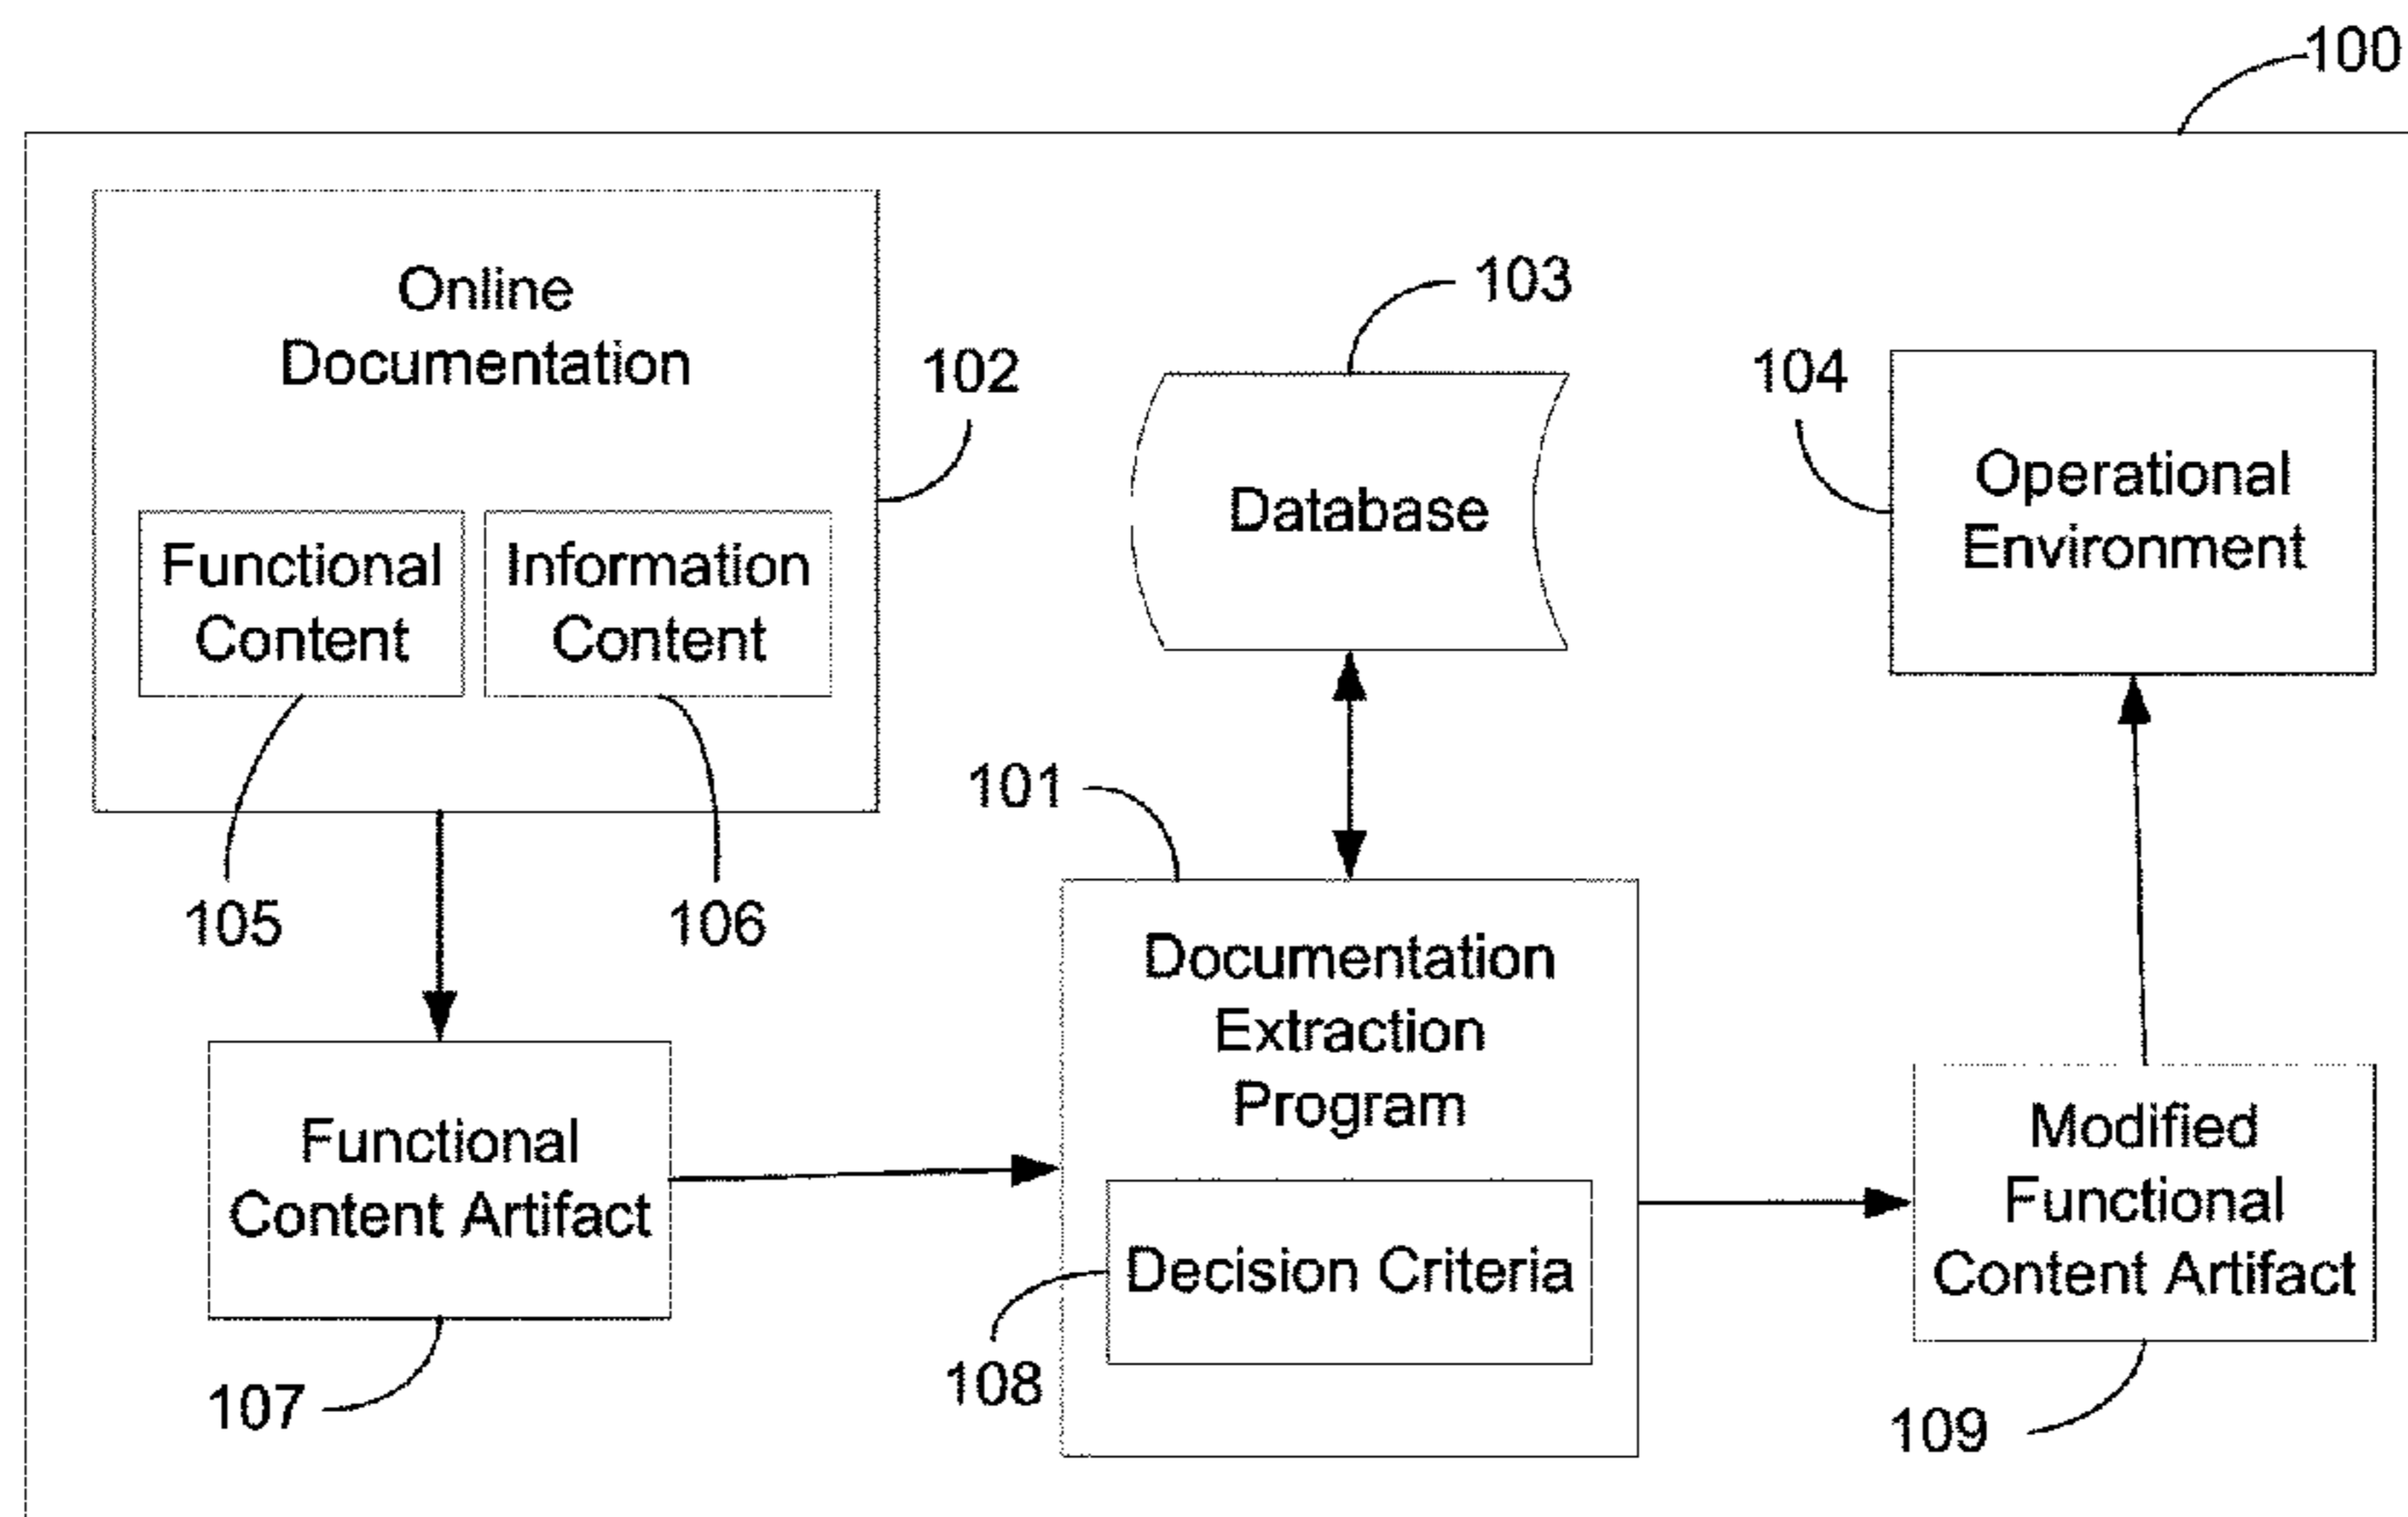 100
Online
Documentation
102
Functional
Content
Information
Content
105
106
103
Database
104
Operational
Environment
101
Documentation
Extraction
Program
Decision Criteria
108
Functional
Content Artifact
107
Modified
Functional
Content Artifact
109